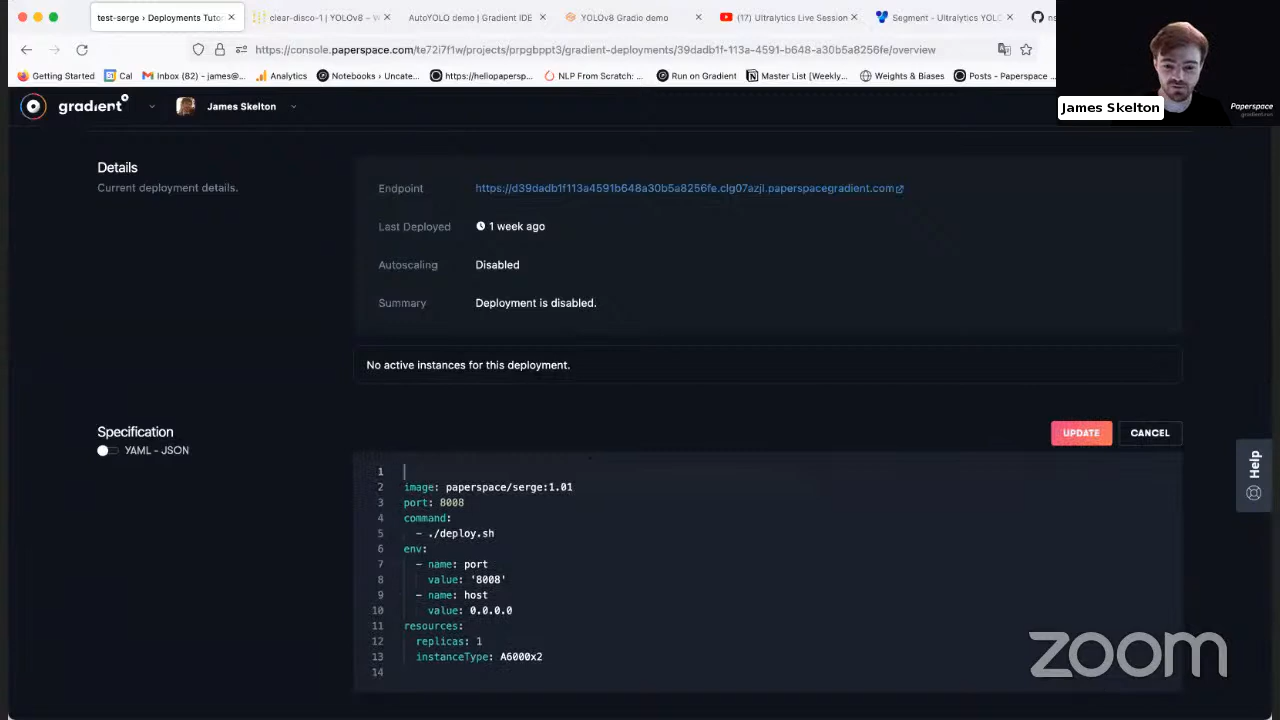 test-serge › Deployments Tuto
clear-disco-1 | YOLOv8 – W
AutoYOLO demo | Gradient IDE
YOLOv8 Gradio demo
(17) Ultralytics Live Session
Segment - Ultralytics YOLO
https://console.paperspace.com/te72i7f1w/projects/prpgbppt3/gradient-deployments/39dadb1f-113a-4591-b648-a30b5a8256fe/overview
Getting Started
Cal
Inbox (82) - james@...
Analytics
Notebooks › Uncate...
https://hellopapersp...
NLP From Scratch:...
Run on Gradient
Master List [Weekly...
Weights & Biases
Posts - Paperspace
James Skelton
Paperspace
gradient.run
gradient
James Skelton
Details
Current deployment details.
Endpoint
https://d39dadb1f113a4591b648a30b5a8256fe.clg07azjl.paperspacegradient.com
Last Deployed
1 week ago
Autoscaling
Disabled
Summary
Deployment is disabled.
No active instances for this deployment.
Specification
YAML - JSON
UPDATE
CANCEL
Help
1
2 image: paperspace/serge:1.01
3 port: 8008
4 command:
5 - ./deploy.sh
6 env:
7 - name: port
8 value: '8008'
9 - name: host
10 value: 0.0.0.0
11 resources:
12 replicas: 1
13 instanceType: A6000x2
14
zoom